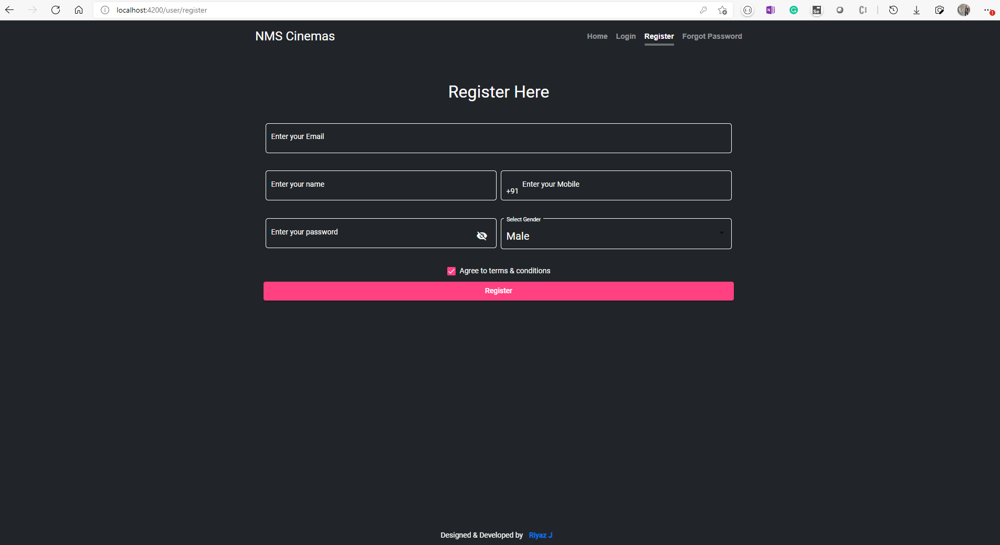 localhost:4200/user/register
NMS Cinemas
Home Login Register Forgot Password
Register Here
Enter your Email
Enter your name
+91 Enter your Mobile
Enter your password
Select Gender
Male
Agree to terms & conditions
Register
Designed & Developed by Riyaz J